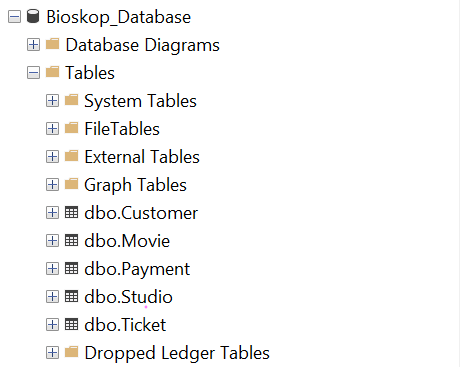 Bioskop_Database
Database Diagrams
Tables
System Tables
FileTables
External Tables
Graph Tables
dbo.Customer
dbo.Movie
dbo.Payment
dbo.Studio
dbo.Ticket
Dropped Ledger Tables